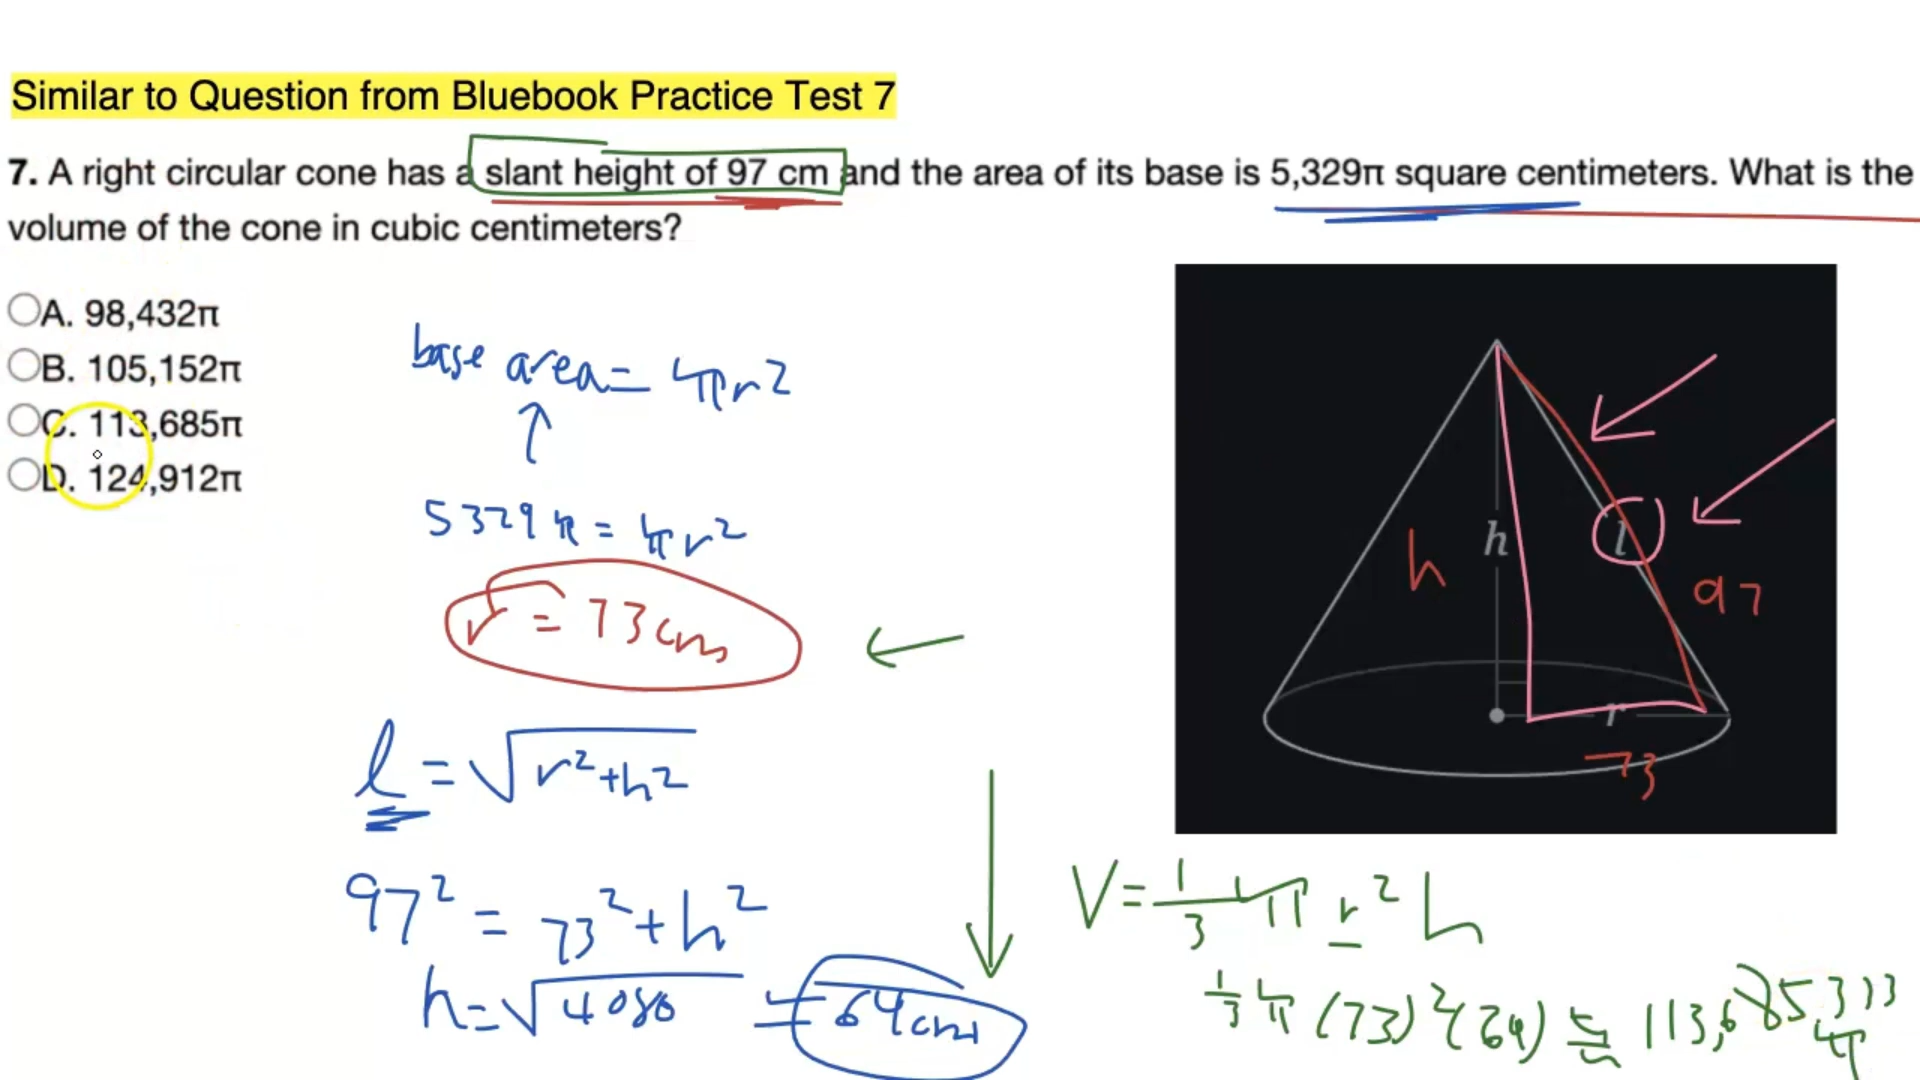 Similar to Question from Bluebook Practice Test 7
7. A right circular cone has a slant height of 97 cm and the area of its base is 5,329π square centimeters. What is the
volume of the cone in cubic centimeters?
A. 98,432π
B. 105,152π
C. 113,685π
D. 124,912π
base area = πr²
5329π = πr²
r = 73cm
l = √r²+h²
97² = 73² + h²
h = √4080 = 64cm
h
l
r
h
97
73
V = 1/3 π r² h
1/3 π (73)² (64) ≈ 113,685.313π